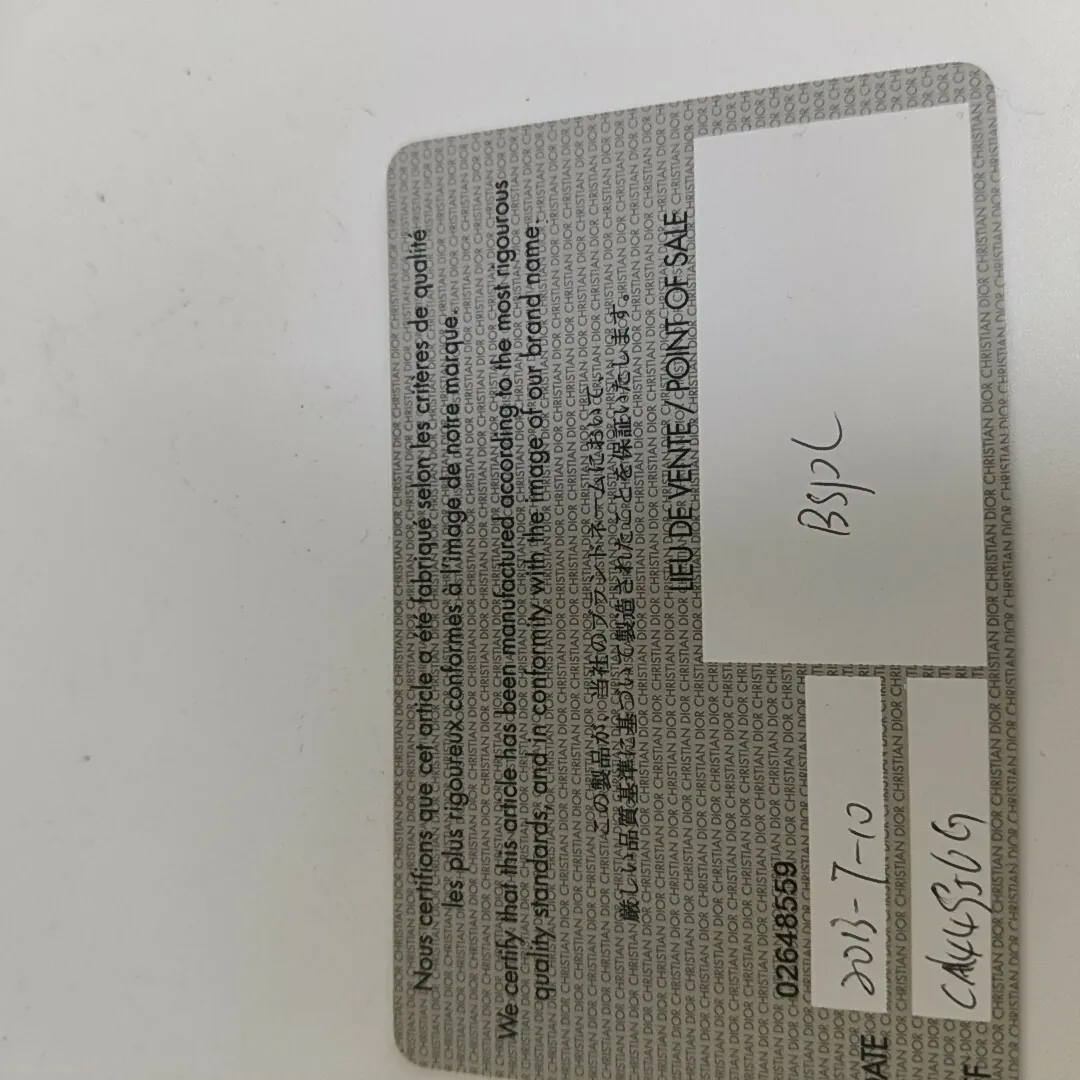 Nous certifions que cet article a été fabriqué selon les critères de qualité
les plus rigoureux conformes à l'image de notre marque.
We certify that this article has been manufactured according to the most rigourous
quality standards, and in conformity with the image of our brand name.
この製品が、当社のブランドネームにおいて、
厳しい品質基準に基づいて製造されたことを保証いたします。
LIEU DE VENTE / POINT OF SALE
02648559
2013-7-10